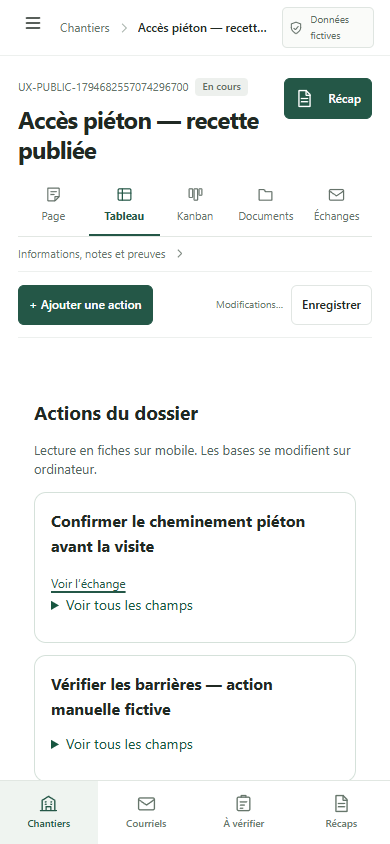 Chantiers
Accès piéton — recett...
Données
fictives
UX-PUBLIC-1794682557074296700
En cours
Accès piéton — recette
publiée
Récap
Page
Tableau
Kanban
Documents
Échanges
Informations, notes et preuves
+ Ajouter une action
Modifications...
Enregistrer
Actions du dossier
Lecture en fiches sur mobile. Les bases se modifient sur
ordinateur.
Confirmer le cheminement piéton
avant la visite
Voir l'échange
Voir tous les champs
Vérifier les barrières — action
manuelle fictive
Voir tous les champs
Chantiers
Courriels
À vérifier
Récaps